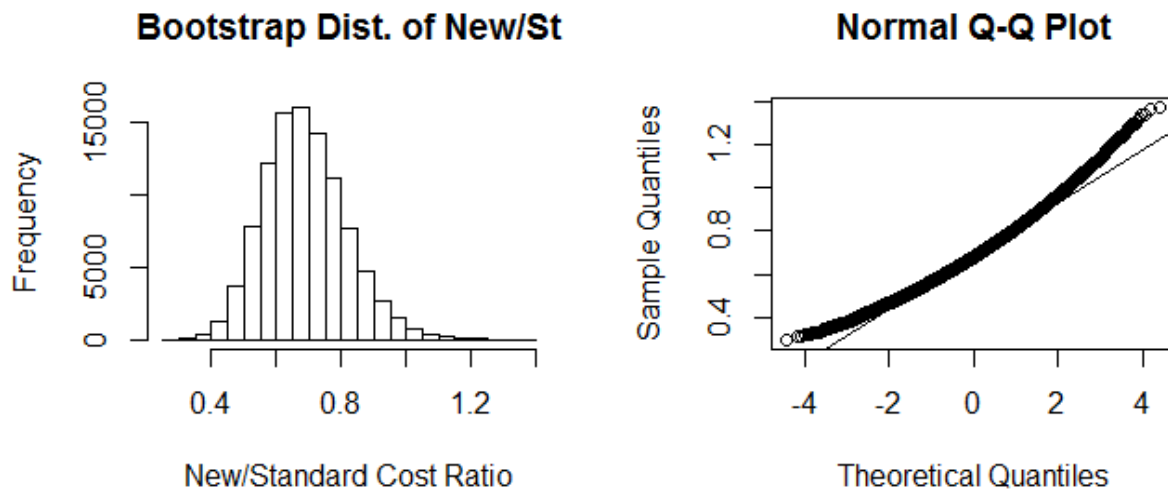 Bootstrap Dist. of New/St
Frequency
15000
5000
0
0.4 0.8 1.2
New/Standard Cost Ratio
Normal Q-Q Plot
Sample Quantiles
1.2
0.8
0.4
-4 -2 0 2 4
Theoretical Quantiles